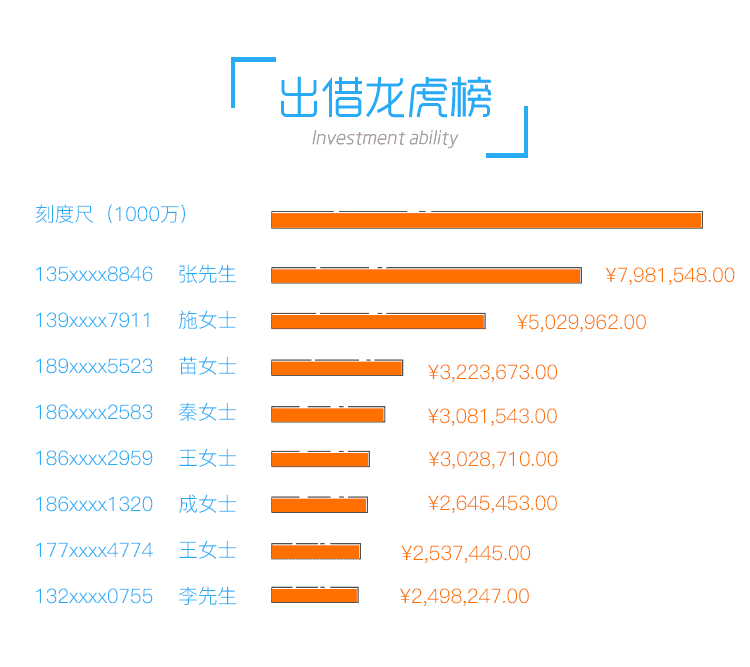 出借龙虎榜
Investment ability
刻度尺（1000万）
135xxxx8846 张先生 ¥7,981,548.00
139xxxx7911 施女士 ¥5,029,962.00
189xxxx5523 苗女士 ¥3,223,673.00
186xxxx2583 秦女士 ¥3,081,543.00
186xxxx2959 王女士 ¥3,028,710.00
186xxxx1320 成女士 ¥2,645,453.00
177xxxx4774 王女士 ¥2,537,445.00
132xxxx0755 李先生 ¥2,498,247.00